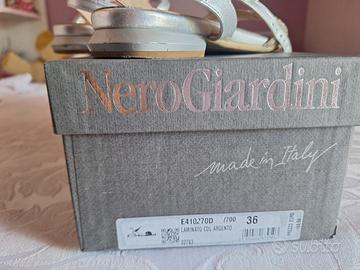 NeroGiardini
made in Italy
E410270D /700 36
LAMINATO COL.ARGENTO
subito